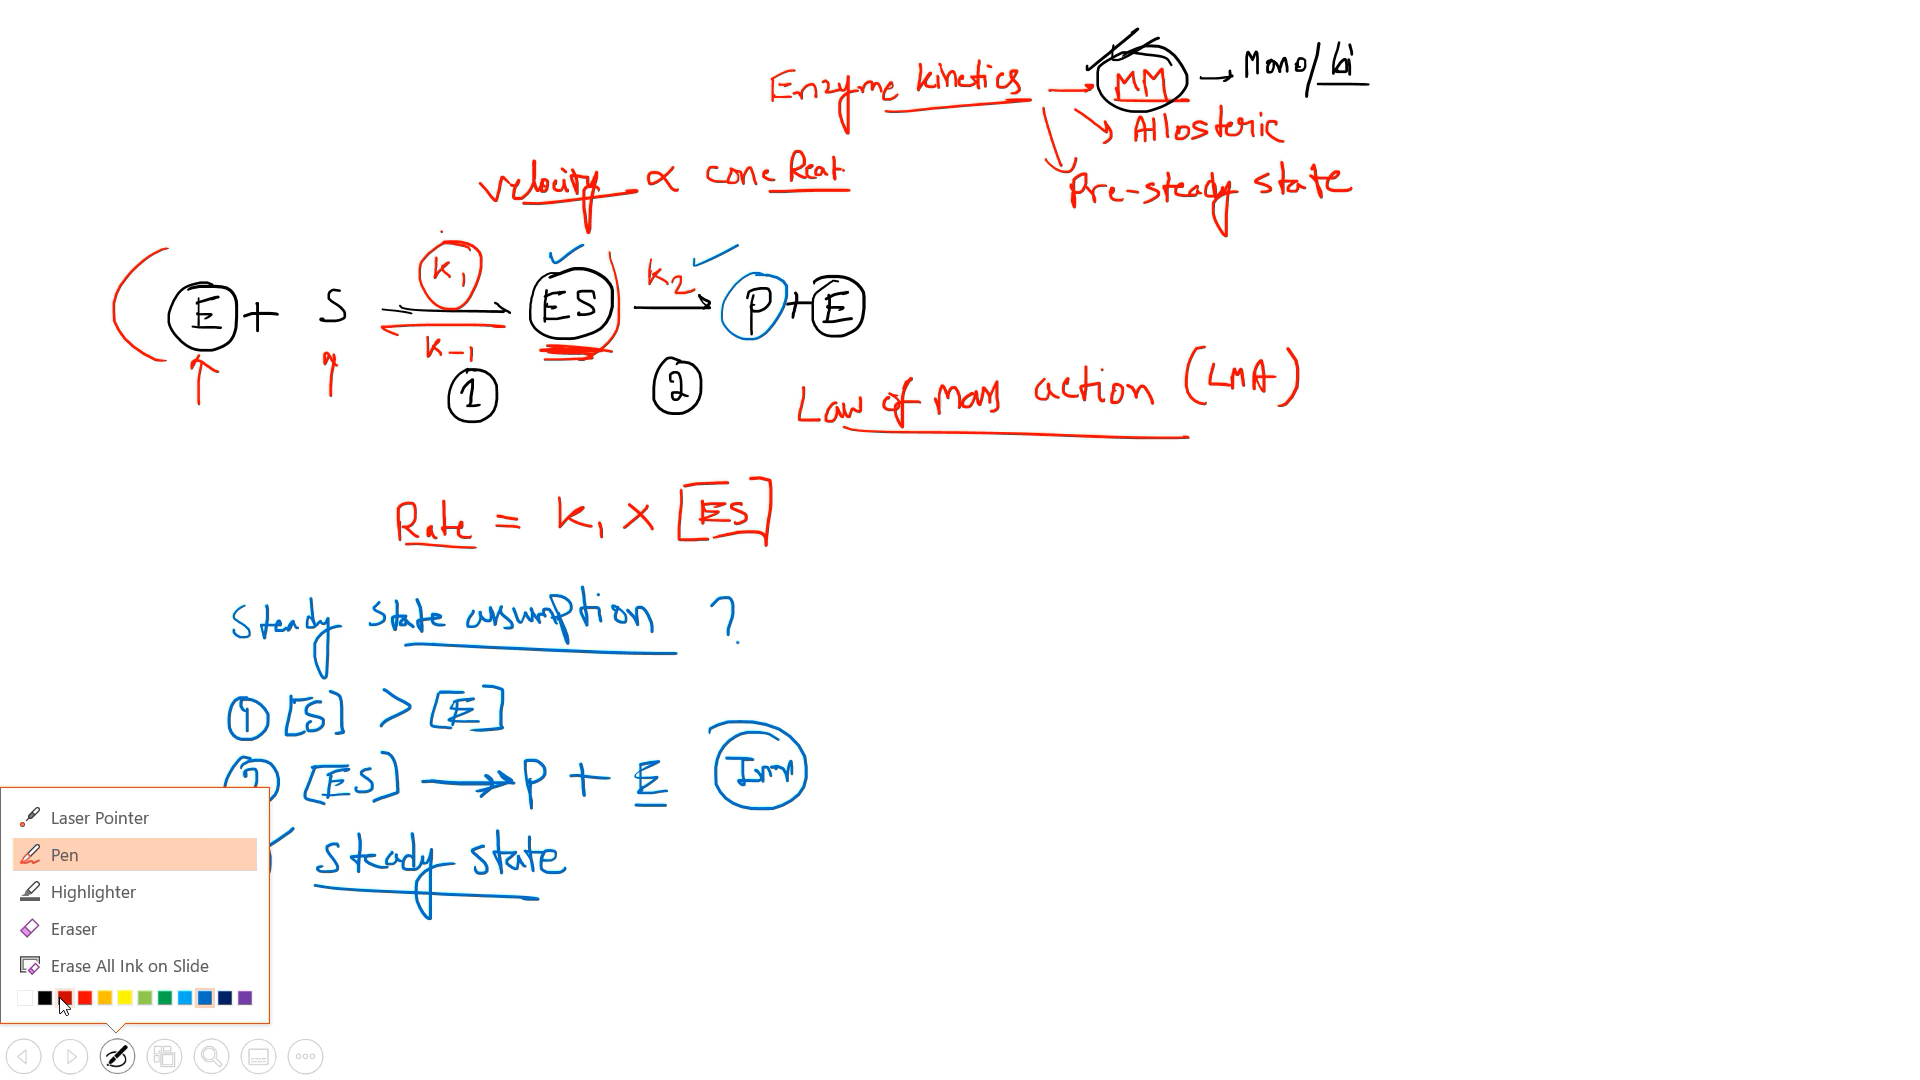 Enzyme kinetics → MM → Mono/bi
Allosteric
Pre-steady state
velocity ∝ conc Reat.
E + S ⇌ ES → P + E
k1 k2
k-1
1 2
Law of Mass action (LMA)
Rate = k1 × [ES]
Steady state assumption ?
1 [S] > [E]
2 [ES] → P + E
steady state
Laser Pointer
Pen
Highlighter
Eraser
Erase All Ink on Slide